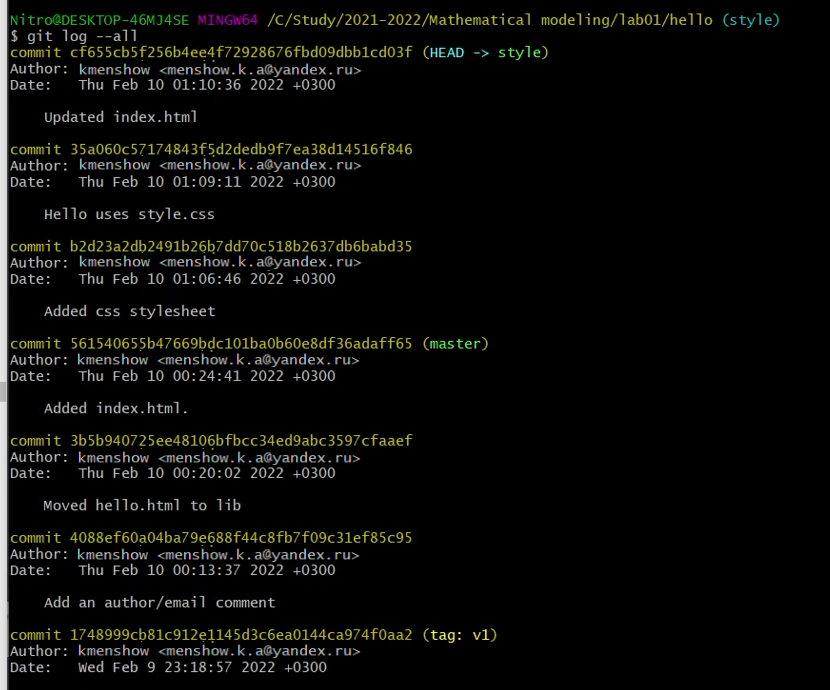 Nitro@DESKTOP-46MJ4SE MINGW64 /C/Study/2021-2022/Mathematical modeling/lab01/hello (style)
$ git log --all
commit cf655cb5f256b4ee4f72928676fbd09dbb1cd03f (HEAD -> style)
Author: kmenshow <menshow.k.a@yandex.ru>
Date:   Thu Feb 10 01:10:36 2022 +0300
Updated index.html
commit 35a060c57174843f5d2dedb9f7ea38d14516f846
Author: kmenshow <menshow.k.a@yandex.ru>
Date:   Thu Feb 10 01:09:11 2022 +0300
Hello uses style.css
commit b2d23a2db2491b26b7dd70c518b2637db6babd35
Author: kmenshow <menshow.k.a@yandex.ru>
Date:   Thu Feb 10 01:06:46 2022 +0300
Added css stylesheet
commit 561540655b47669bdc101ba0b60e8df36adaff65 (master)
Author: kmenshow <menshow.k.a@yandex.ru>
Date:   Thu Feb 10 00:24:41 2022 +0300
Added index.html.
commit 3b5b940725ee48106bfbcc34ed9abc3597cfaaef
Author: kmenshow <menshow.k.a@yandex.ru>
Date:   Thu Feb 10 00:20:02 2022 +0300
Moved hello.html to lib
commit 4088ef60a04ba79e688f44c8fb7f09c31ef85c95
Author: kmenshow <menshow.k.a@yandex.ru>
Date:   Thu Feb 10 00:13:37 2022 +0300
Add an author/email comment
commit 1748999cb81c912e1145d3c6ea0144ca974f0aa2 (tag: v1)
Author: kmenshow <menshow.k.a@yandex.ru>
Date:   Wed Feb 9 23:18:57 2022 +0300